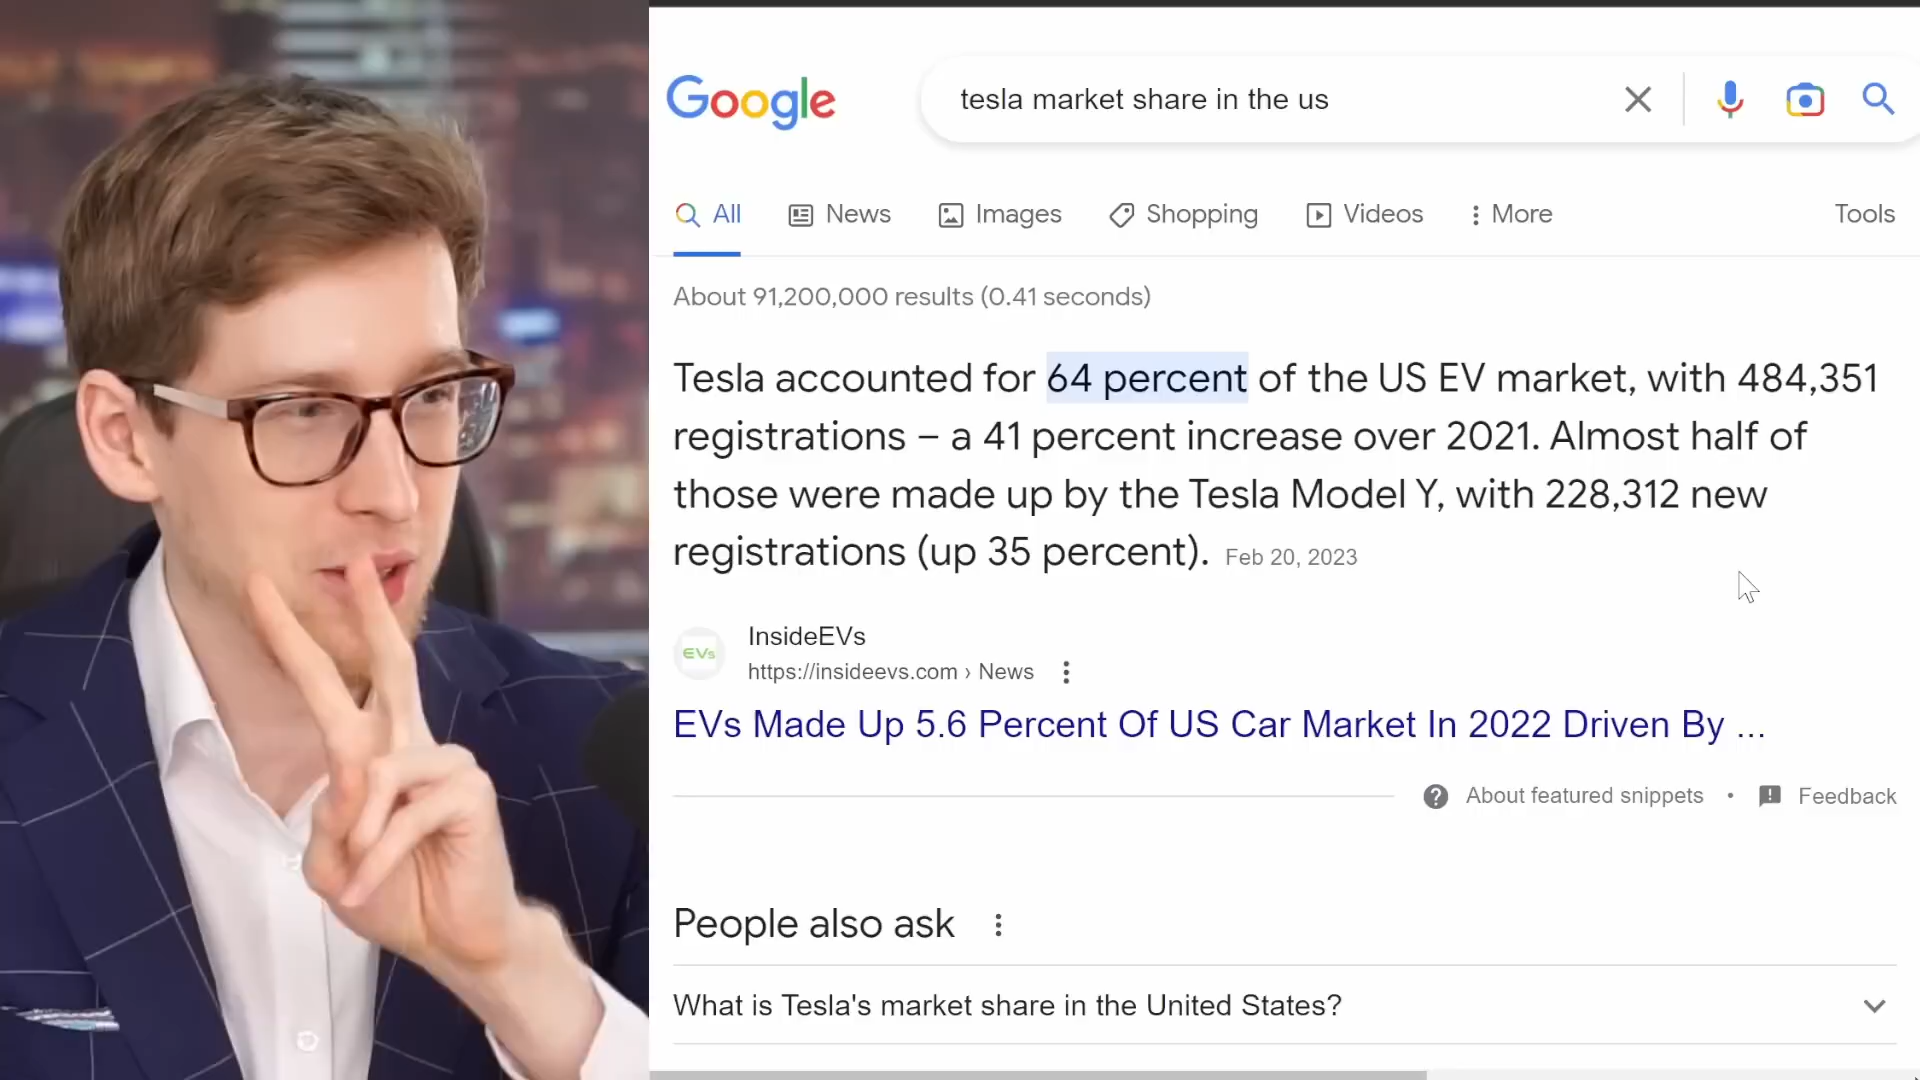 Google
tesla market share in the us
All
News
Images
Shopping
Videos
More
Tools
About 91,200,000 results (0.41 seconds)
Tesla accounted for 64 percent of the US EV market, with 484,351
registrations – a 41 percent increase over 2021. Almost half of
those were made up by the Tesla Model Y, with 228,312 new
registrations (up 35 percent). Feb 20, 2023
EVs
InsideEVs
https://insideevs.com › News
EVs Made Up 5.6 Percent Of US Car Market In 2022 Driven By ...
About featured snippets • Feedback
People also ask
What is Tesla's market share in the United States?